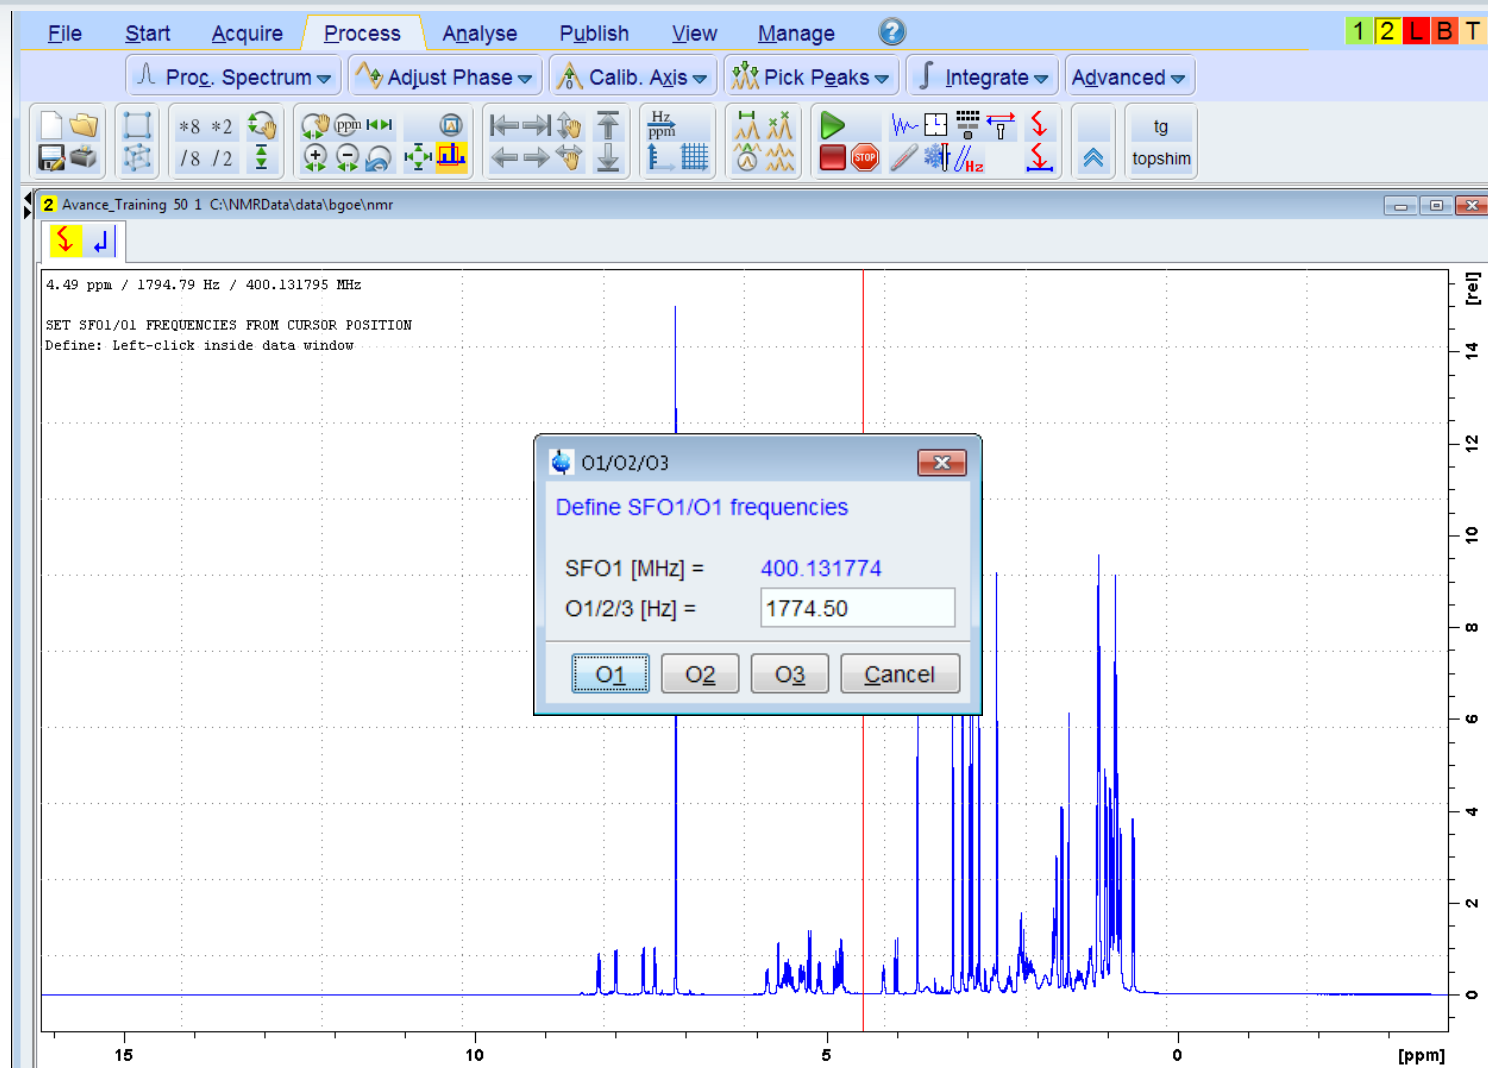 File Start Acquire Process Analyse Publish View Manage ? 1 2 L B T
Proc. Spectrum Adjust Phase Calib. Axis Pick Peaks Integrate Advanced
*8 *2 ppm Hz ppm tg
/8 /2 STOP Hz topshim
2 Avance_Training 50 1 C:\NMRData\data\bgoe\nmr
4.49 ppm / 1794.79 Hz / 400.131795 MHz
SET SFO1/O1 FREQUENCIES FROM CURSOR POSITION
Define: Left-click inside data window
O1/O2/O3
Define SFO1/O1 frequencies
SFO1 [MHz] = 400.131774
O1/2/3 [Hz] = 1774.50
O1 O2 O3 Cancel
[rel]
14
12
10
8
6
4
2
0
15 10 5 0 [ppm]